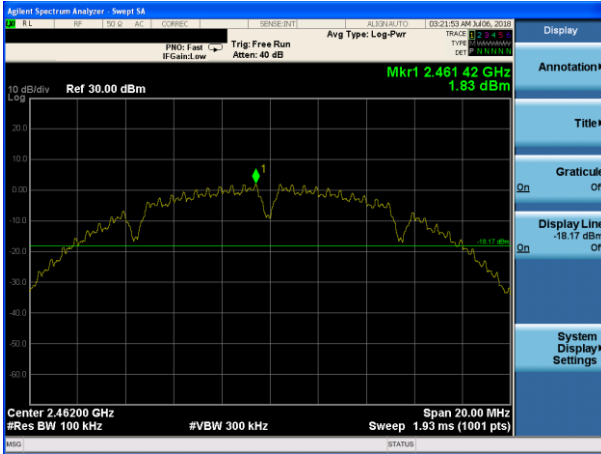 Agilent Spectrum Analyzer - Swept SA
RL RF 50 Ω AC CORREC SENSE:INT ALIGNAUTO 03:21:53 AM Jul 06, 2018
Avg Type: Log-Pwr
TRACE 1 2 3 4 5 6
TYPE M
DET P N N N N N
PNO: Fast
IFGain:Low
Trig: Free Run
Atten: 40 dB
Mkr1 2.461 42 GHz
1.83 dBm
10 dB/div
Log
Ref 30.00 dBm
20.0
10.0
0.00
-10.0
-20.0
-30.0
-40.0
-50.0
-60.0
1
-18.17 dBm
Center 2.46200 GHz
#Res BW 100 kHz
#VBW 300 kHz
Span 20.00 MHz
Sweep 1.93 ms (1001 pts)
MSG
STATUS
Display
Annotation
Title
Graticule
On Of
Display Line
-18.17 dBm
On Of
System
Display
Settings